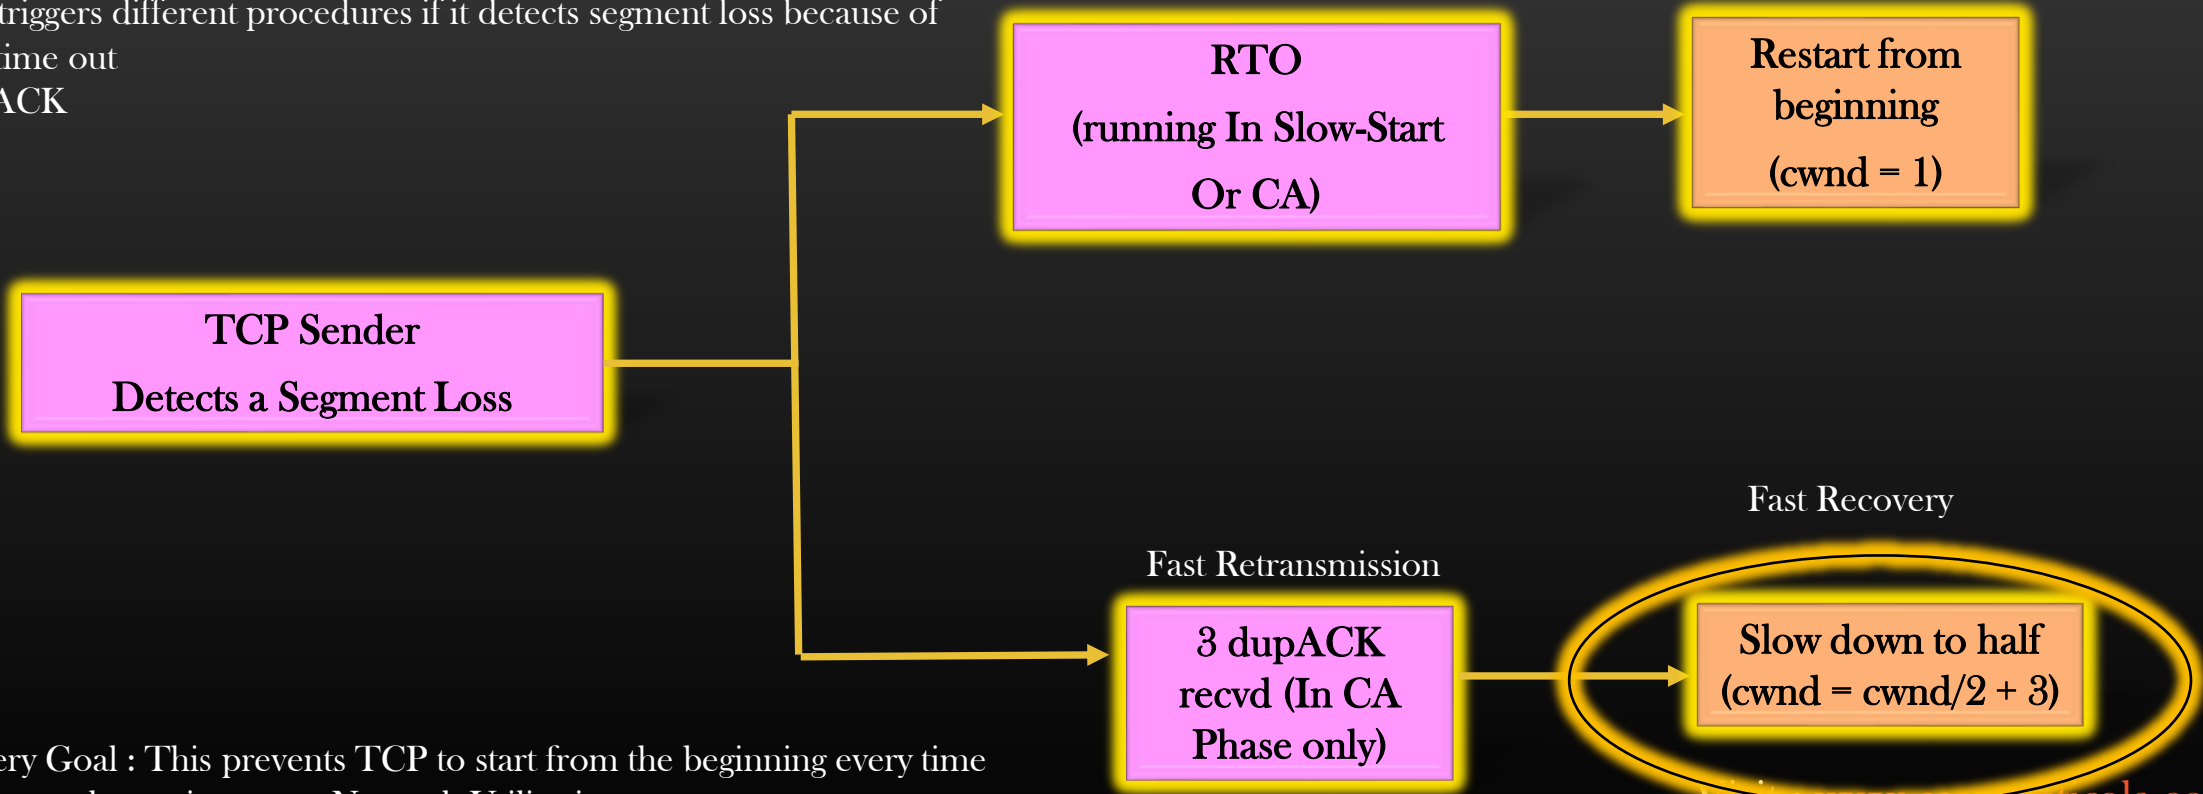 triggers different procedures if it detects segment loss because of
time out
ACK
RTO
(running In Slow-Start
Or CA)
Restart from
beginning
(cwnd = 1)
TCP Sender
Detects a Segment Loss
Fast Recovery
Fast Retransmission
3 dupACK
recvd (In CA
Phase only)
Slow down to half
(cwnd = cwnd/2 + 3)
ery Goal : This prevents TCP to start from the beginning every time